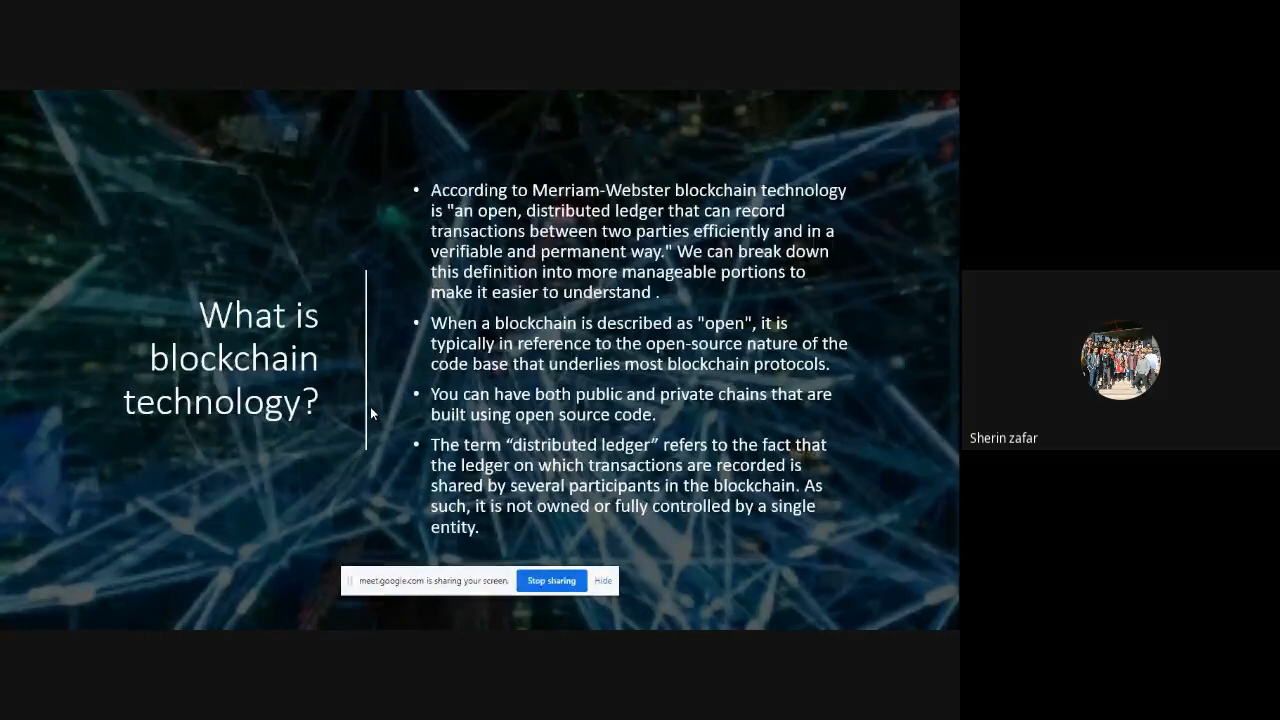 What is
blockchain
technology?
• According to Merriam-Webster blockchain technology
is "an open, distributed ledger that can record
transactions between two parties efficiently and in a
verifiable and permanent way." We can break down
this definition into more manageable portions to
make it easier to understand .
• When a blockchain is described as "open", it is
typically in reference to the open-source nature of the
code base that underlies most blockchain protocols.
• You can have both public and private chains that are
built using open source code.
• The term “distributed ledger” refers to the fact that
the ledger on which transactions are recorded is
shared by several participants in the blockchain. As
such, it is not owned or fully controlled by a single
entity.
meet.google.com is sharing your screen. Stop sharing Hide
Sherin zafar